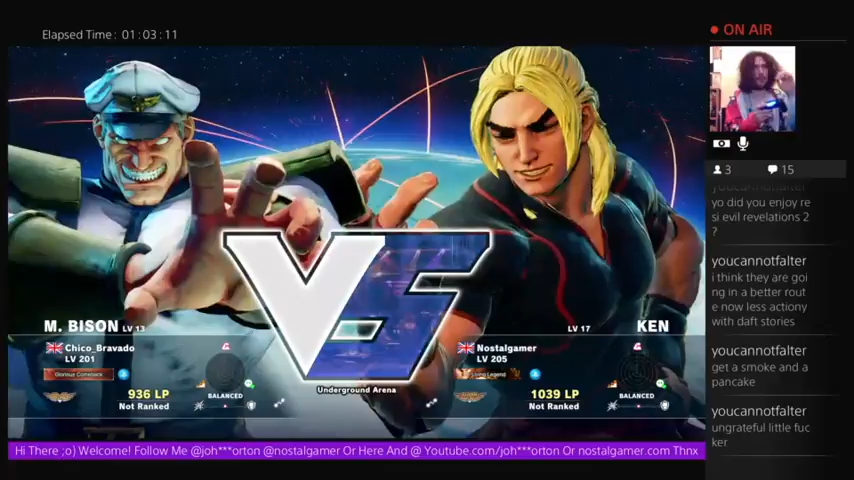 Elapsed Time: 01:03:11
ON AIR
3
15
youcannotfalter
yo did you enjoy re
si evil revelations 2
?
youcannotfalter
i think they are goi
ng in a better rout
e now less actiony
with daft stories
youcannotfalter
get a smoke and a
pancake
youcannotfalter
ungrateful little fuc
ker
VS
M. BISON LV 13
LV 17 KEN
Chico_Bravado
LV 201
Glorious Comeback
936 LP
Not Ranked
BALANCED
Underground Arena
Nostalgamer
LV 205
Living Legend
1039 LP
Not Ranked
BALANCED
Hi There ;o) Welcome! Follow Me @joh***orton @nostalgamer Or Here And @ Youtube.com/joh***orton Or nostalgamer.com Thnx